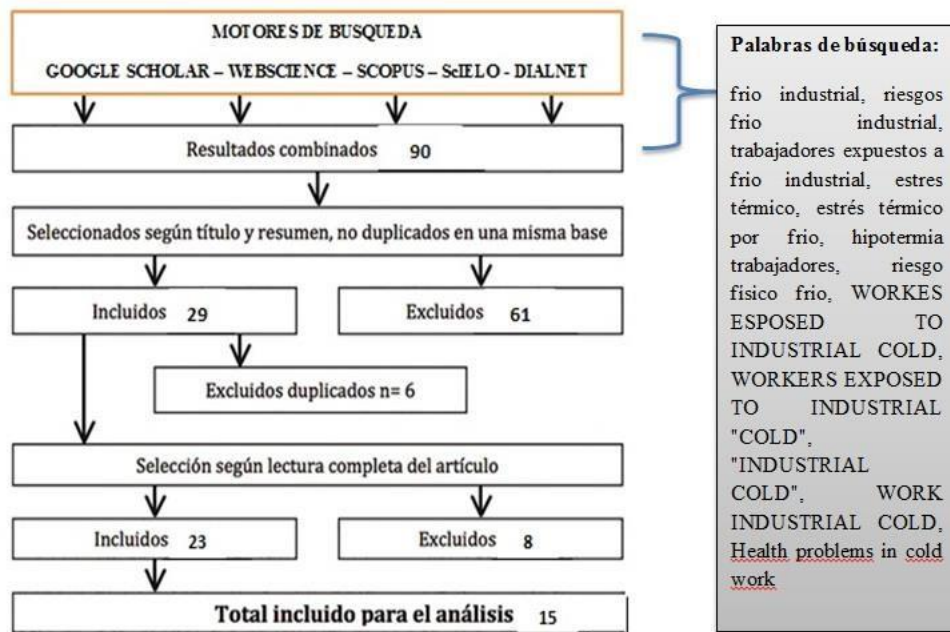 MOTORES DE BUSQUEDA
GOOGLE SCHOLAR – WEBSCIENCE – SCOPUS – ScIELO - DIALNET
Resultados combinados 90
Seleccionados según título y resumen, no duplicados en una misma base
Incluidos 29
Excluidos 61
Excluidos duplicados n= 6
Selección según lectura completa del artículo
Incluidos 23
Excluidos 8
Total incluido para el análisis 15
Palabras de búsqueda:
frio industrial, riesgos
frio industrial,
trabajadores expuestos a
frio industrial, estres
térmico, estrés térmico
por frio, hipotermia
trabajadores, riesgo
fisico frio, WORKES
ESPOSED TO
INDUSTRIAL COLD,
WORKERS EXPOSED
TO INDUSTRIAL
"COLD",
"INDUSTRIAL
COLD", WORK
INDUSTRIAL COLD,
Health problems in cold
work